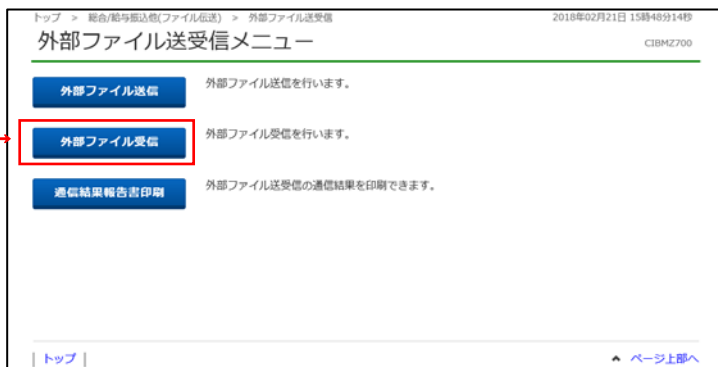 トップ > 総合/給与振込他(ファイル伝送) > 外部ファイル送受信
2018年02月21日 15時48分14秒
外部ファイル送受信メニュー
CIBMZ700
外部ファイル送信
外部ファイル送信を行います。
外部ファイル受信
外部ファイル受信を行います。
通信結果報告書印刷
外部ファイル送受信の通信結果を印刷できます。
| トップ |
ページ上部へ